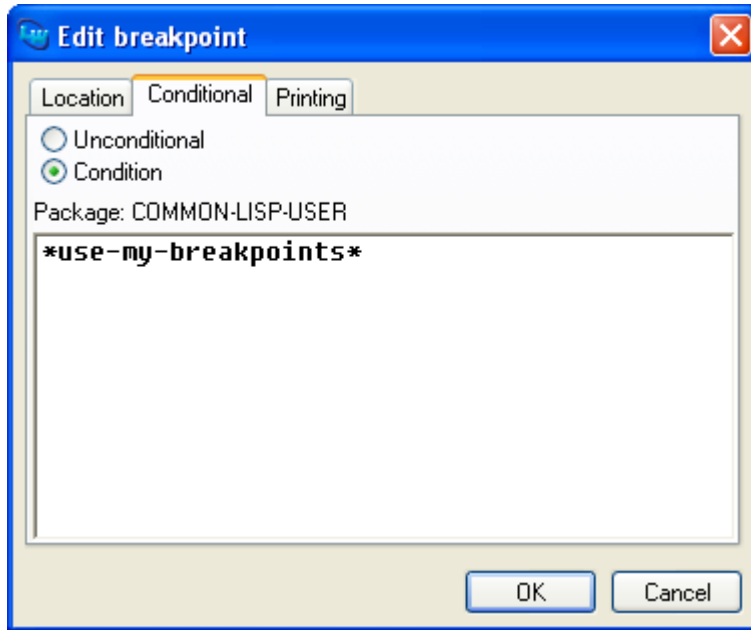 Edit breakpoint
Location Conditional Printing
Unconditional
Condition
Package: COMMON-LISP-USER
*use-my-breakpoints*
OK Cancel